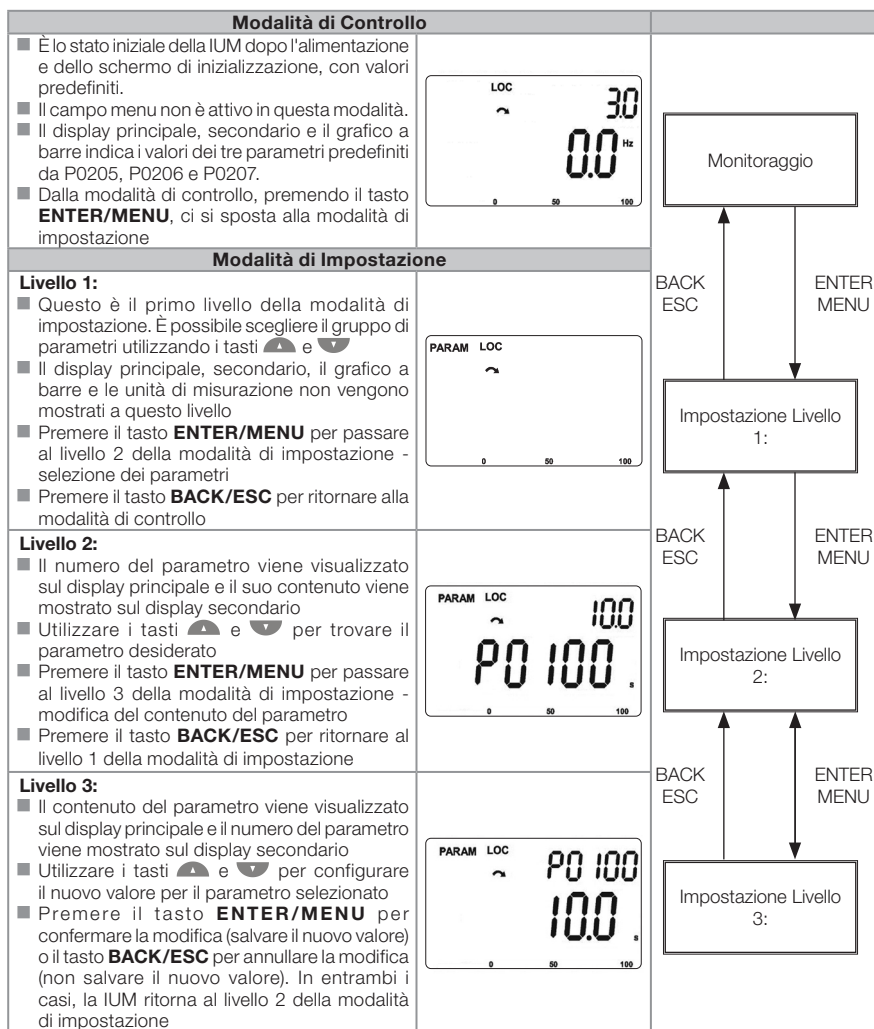 Modalità di Controllo
■ È lo stato iniziale della IUM dopo l'alimentazione
e dello schermo di inizializzazione, con valori
predefiniti.
■ Il campo menu non è attivo in questa modalità.
■ Il display principale, secondario e il grafico a
barre indica i valori dei tre parametri predefiniti
da P0205, P0206 e P0207.
■ Dalla modalità di controllo, premendo il tasto
ENTER/MENU, ci si sposta alla modalità di
impostazione
LOC
3.0
0.0 Hz
0 50 100
Monitoraggio
Modalità di Impostazione
Livello 1:
■ Questo è il primo livello della modalità di
impostazione. È possibile scegliere il gruppo di
parametri utilizzando i tasti e
■ Il display principale, secondario, il grafico a
barre e le unità di misurazione non vengono
mostrati a questo livello
■ Premere il tasto ENTER/MENU per passare
al livello 2 della modalità di impostazione -
selezione dei parametri
■ Premere il tasto BACK/ESC per ritornare alla
modalità di controllo
PARAM LOC
0 50 100
BACK
ESC
ENTER
MENU
Impostazione Livello
1:
Livello 2:
■ Il numero del parametro viene visualizzato
sul display principale e il suo contenuto viene
mostrato sul display secondario
■ Utilizzare i tasti e per trovare il
parametro desiderato
■ Premere il tasto ENTER/MENU per passare
al livello 3 della modalità di impostazione -
modifica del contenuto del parametro
■ Premere il tasto BACK/ESC per ritornare al
livello 1 della modalità di impostazione
PARAM LOC
10.0
P0100 s
0 50 100
BACK
ESC
ENTER
MENU
Impostazione Livello
2:
Livello 3:
■ Il contenuto del parametro viene visualizzato
sul display principale e il numero del parametro
viene mostrato sul display secondario
■ Utilizzare i tasti e per configurare
il nuovo valore per il parametro selezionato
■ Premere il tasto ENTER/MENU per
confermare la modifica (salvare il nuovo valore)
o il tasto BACK/ESC per annullare la modifica
(non salvare il nuovo valore). In entrambi i
casi, la IUM ritorna al livello 2 della modalità
di impostazione
PARAM LOC
P0100
10.0 s
0 50 100
BACK
ESC
ENTER
MENU
Impostazione Livello
3: